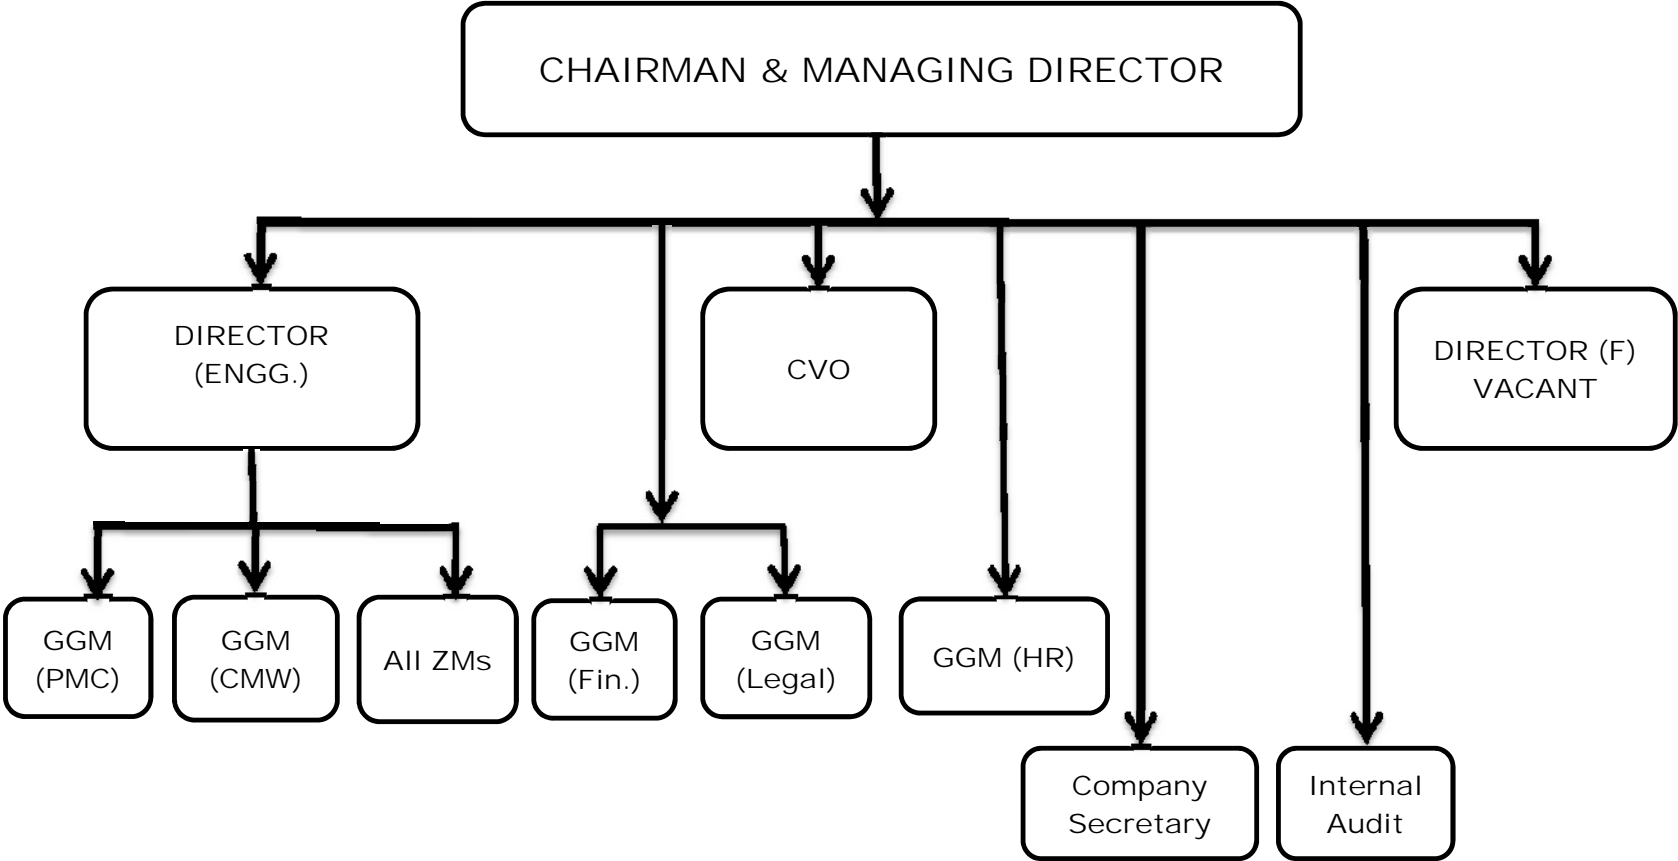 CHAIRMAN & MANAGING DIRECTOR
DIRECTOR
(ENGG.)
CVO
DIRECTOR (F)
VACANT
GGM
(PMC)
GGM
(CMW)
All ZMs
GGM
(Fin.)
GGM
(Legal)
GGM (HR)
Company
Secretary
Internal
Audit